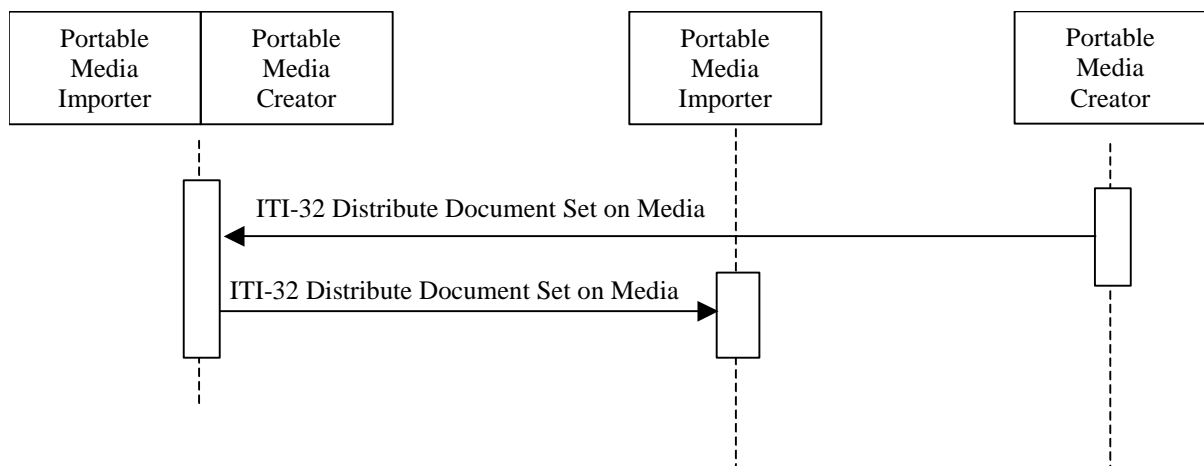 Portable
Media
Importer
Portable
Media
Creator
Portable
Media
Importer
Portable
Media
Creator
ITI-32 Distribute Document Set on Media
ITI-32 Distribute Document Set on Media